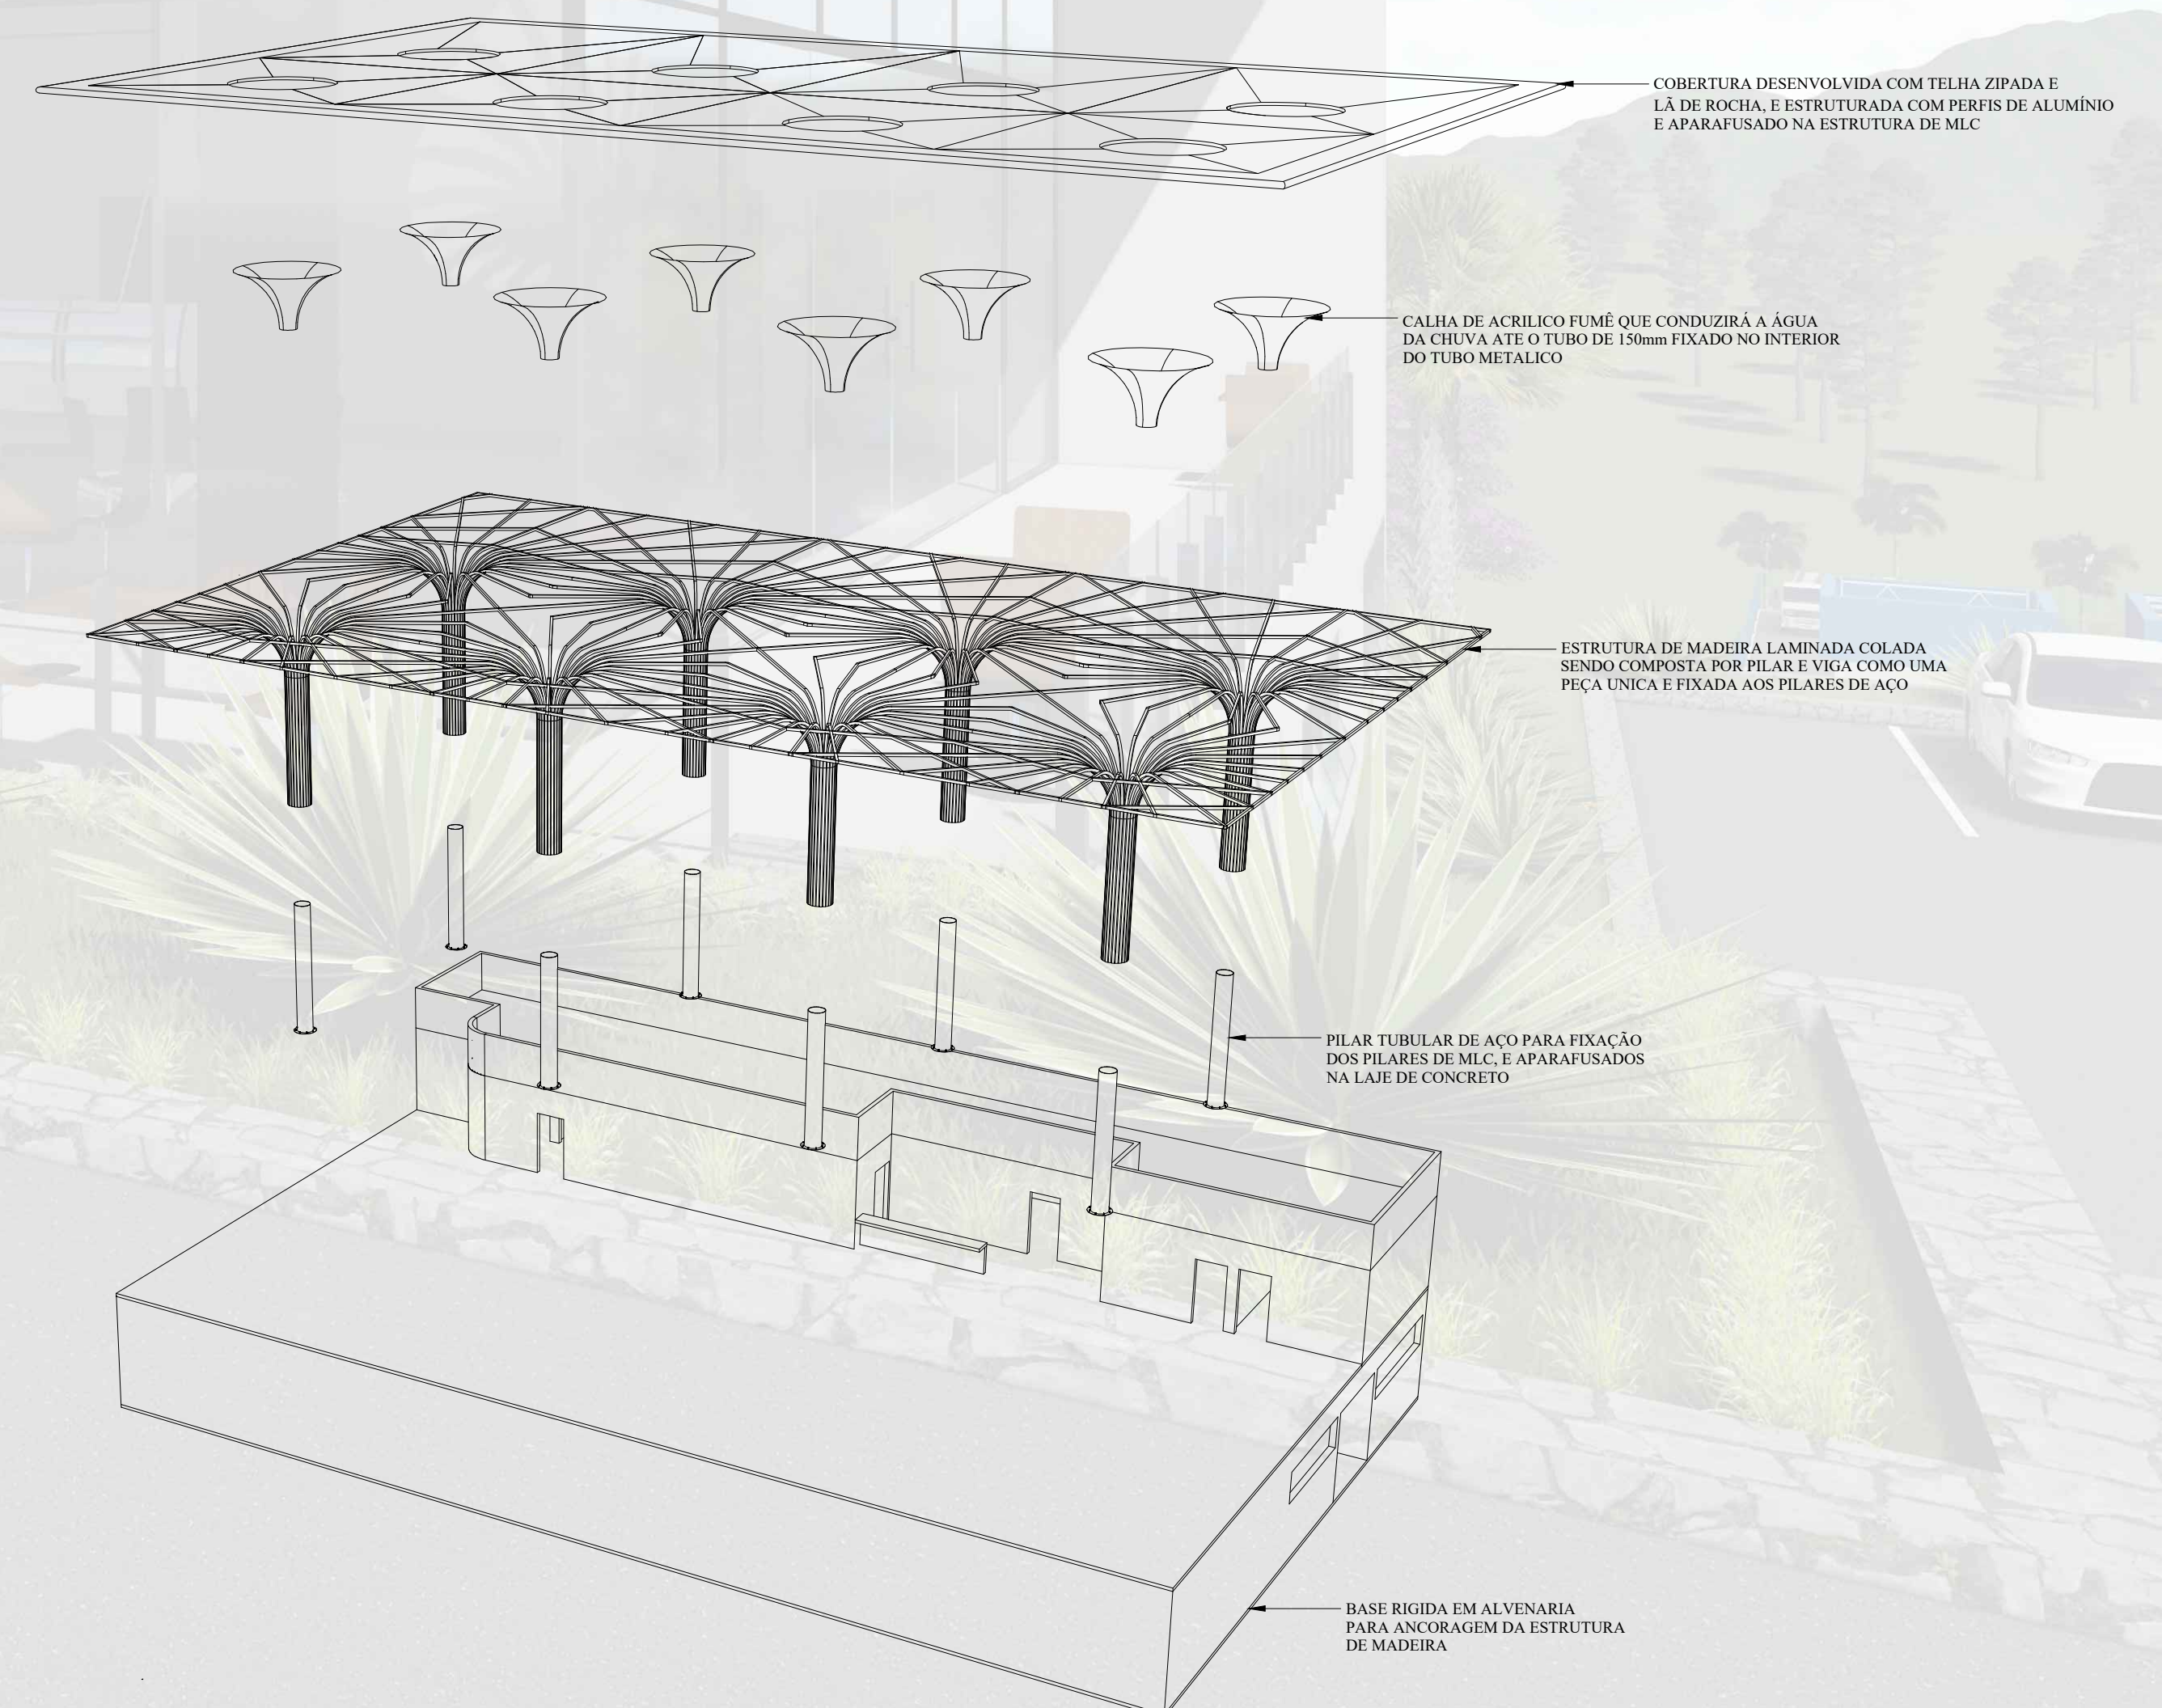 COBERTURA DESENVOLVIDA COM TELHA ZIPADA E
LÃ DE ROCHA, E ESTRUTURADA COM PERFIS DE ALUMÍNIO
E APARAFUSADO NA ESTRUTURA DE MLC
CALHA DE ACRILICO FUMÊ QUE CONDUZIRÁ A ÁGUA
DA CHUVA ATE O TUBO DE 150mm FIXADO NO INTERIOR
DO TUBO METALICO
ESTRUTURA DE MADEIRA LAMINADA COLADA
SENDO COMPOSTA POR PILAR E VIGA COMO UMA
PEÇA UNICA E FIXADA AOS PILARES DE AÇO
PILAR TUBULAR DE AÇO PARA FIXAÇÃO
DOS PILARES DE MLC, E APARAFUSADOS
NA LAJE DE CONCRETO
BASE RIGIDA EM ALVENARIA
PARA ANCORAGEM DA ESTRUTURA
DE MADEIRA